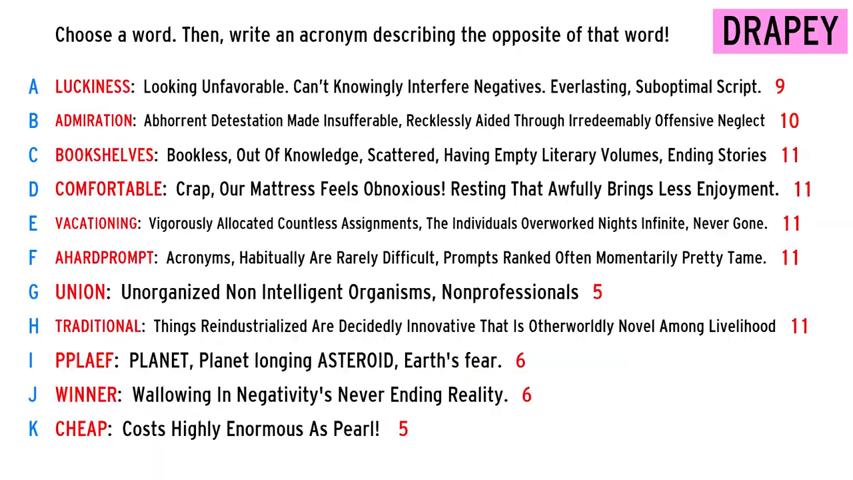 Choose a word. Then, write an acronym describing the opposite of that word!
DRAPEY
A LUCKINESS: Looking Unfavorable. Can't Knowingly Interfere Negatives. Everlasting, Suboptimal Script. 9
B ADMIRATION: Abhorrent Detestation Made Insufferable, Recklessly Aided Through Irredeemably Offensive Neglect 10
C BOOKSHELVES: Bookless, Out Of Knowledge, Scattered, Having Empty Literary Volumes, Ending Stories 11
D COMFORTABLE: Crap, Our Mattress Feels Obnoxious! Resting That Awfully Brings Less Enjoyment. 11
E VACATIONING: Vigorously Allocated Countless Assignments, The Individuals Overworked Nights Infinite, Never Gone. 11
F AHARDPROMPT: Acronyms, Habitually Are Rarely Difficult, Prompts Ranked Often Momentarily Pretty Tame. 11
G UNION: Unorganized Non Intelligent Organisms, Nonprofessionals 5
H TRADITIONAL: Things Reindustrialized Are Decidedly Innovative That Is Otherworldly Novel Among Livelihood 11
I PPLAEF: PLANET, Planet longing ASTEROID, Earth's fear. 6
J WINNER: Wallowing In Negativity's Never Ending Reality. 6
K CHEAP: Costs Highly Enormous As Pearl! 5